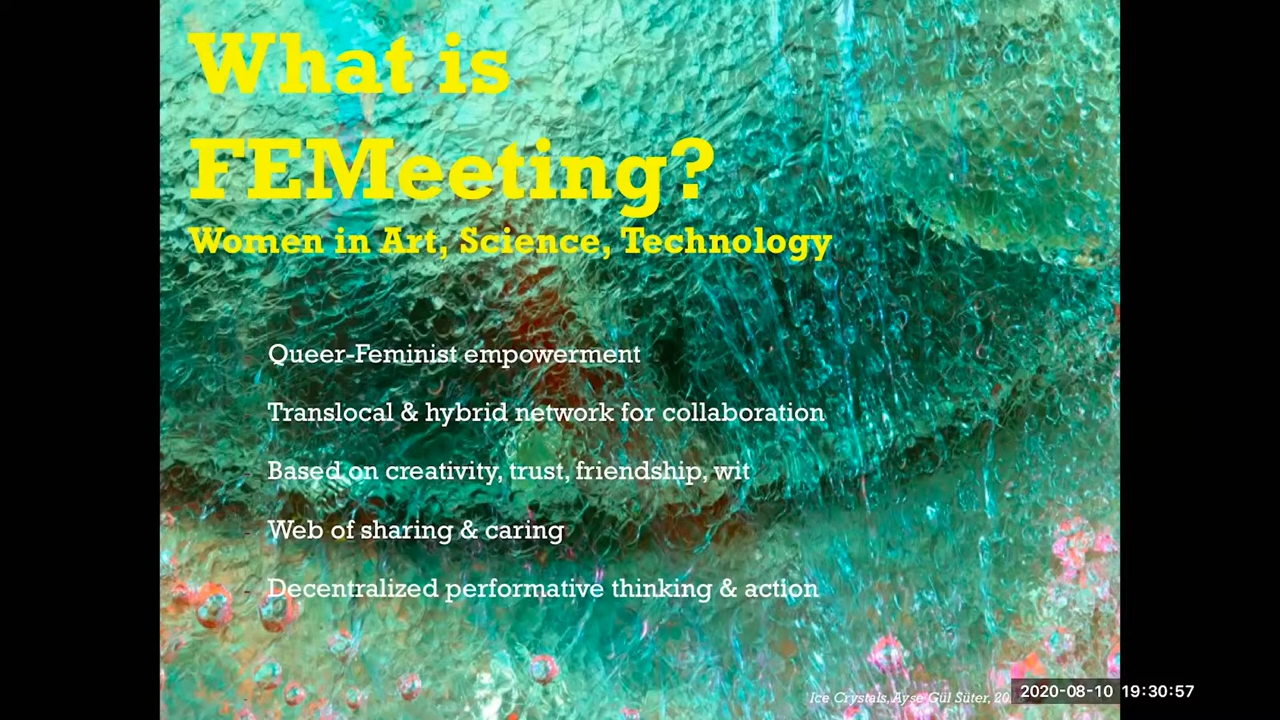 What is
FEMeeting?
Women in Art, Science, Technology
Queer-Feminist empowerment
Translocal & hybrid network for collaboration
Based on creativity, trust, friendship, wit
Web of sharing & caring
Decentralized performative thinking & action
Ice Crystals, Ayse Gül Süter, 20
2020-08-10 19:30:57